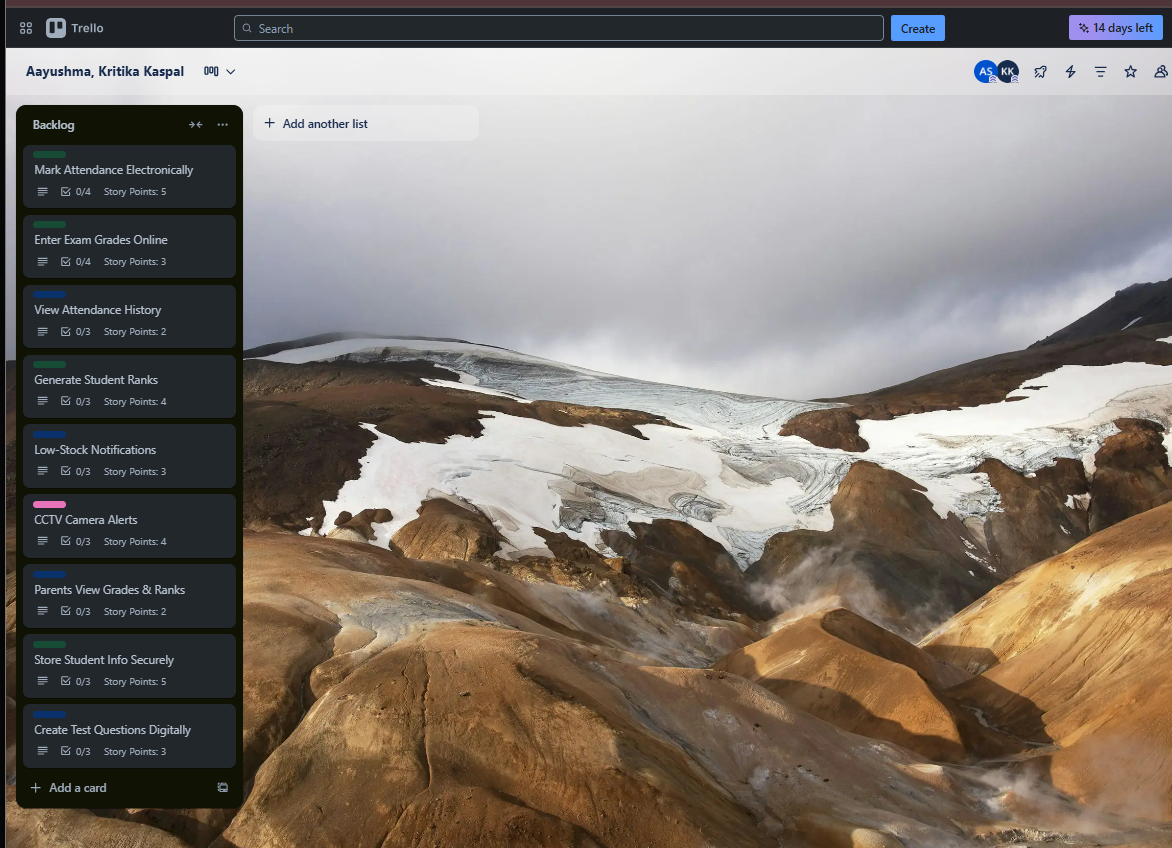 Trello
Search
Create
14 days left
Aayushma, Kritika Kaspal
AS
KK
Backlog
Add another list
Mark Attendance Electronically
0/4 Story Points: 5
Enter Exam Grades Online
0/4 Story Points: 3
View Attendance History
0/3 Story Points: 2
Generate Student Ranks
0/3 Story Points: 4
Low-Stock Notifications
0/3 Story Points: 3
CCTV Camera Alerts
0/3 Story Points: 4
Parents View Grades & Ranks
0/3 Story Points: 2
Store Student Info Securely
0/3 Story Points: 5
Create Test Questions Digitally
0/3 Story Points: 3
Add a card